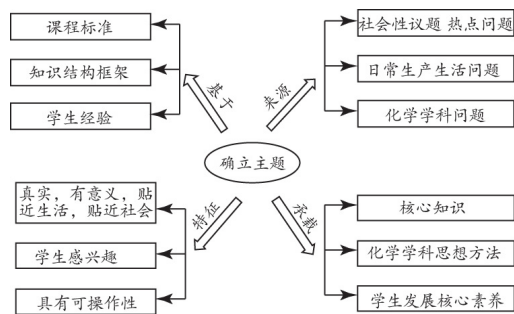 课程标准
知识结构框架
学生经验
基于
来源
社会性议题 热点问题
日常生产生活问题
化学学科问题
确立主题
真实，有意义，贴
近生活，贴近社会
学生感兴趣
具有可操作性
特征
承载
核心知识
化学学科思想方法
学生发展核心素养